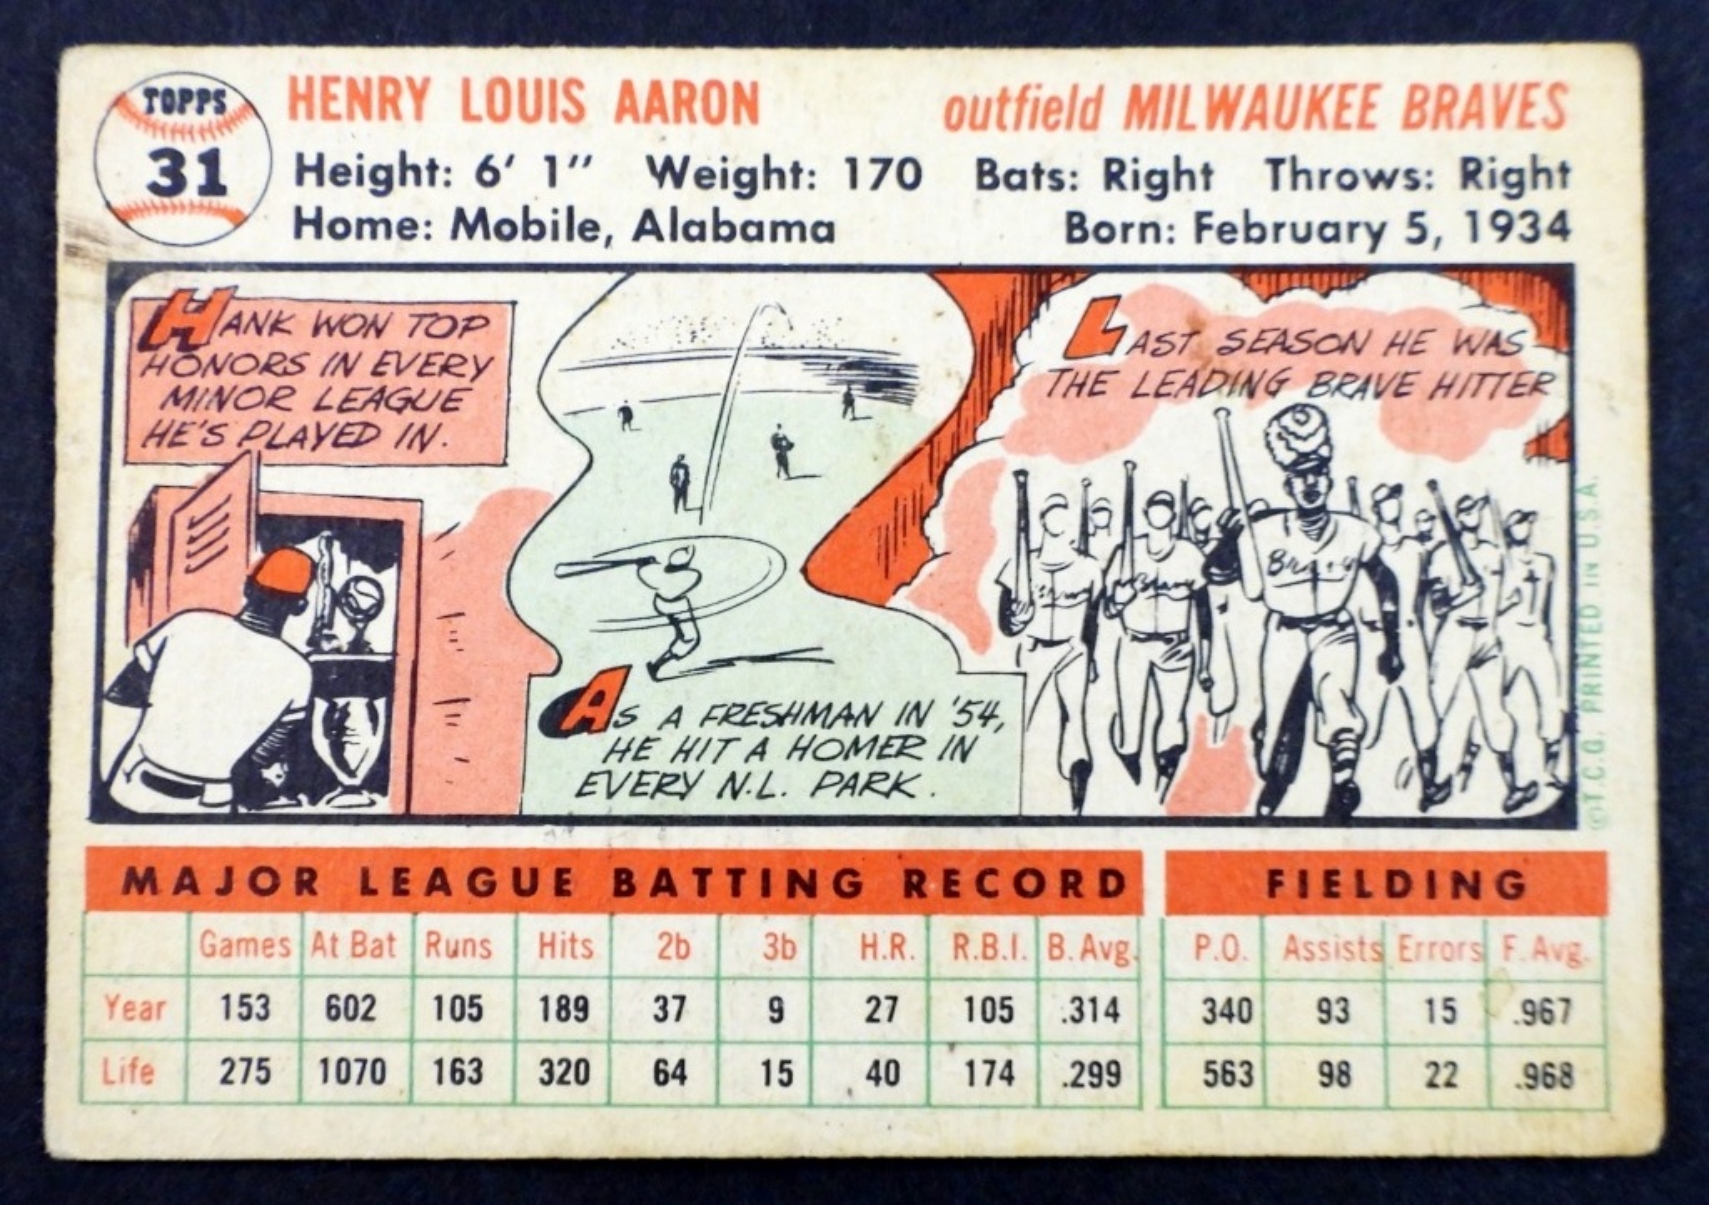 TOPPS
31
HENRY LOUIS AARON
outfield MILWAUKEE BRAVES
Height: 6' 1" Weight: 170 Bats: Right Throws: Right
Home: Mobile, Alabama
Born: February 5, 1934
HANK WON TOP
HONORS IN EVERY
MINOR LEAGUE
HE'S PLAYED IN.
AS A FRESHMAN IN '54,
HE HIT A HOMER IN
EVERY N.L. PARK.
LAST SEASON HE WAS
THE LEADING BRAVE HITTER
Braves
©T.C.G. PRINTED IN U.S.A.
MAJOR LEAGUE BATTING RECORD
FIELDING
Games At Bat Runs Hits 2b 3b H.R. R.B.I. B. Avg. P.O. Assists Errors F. Avg.
Year 153 602 105 189 37 9 27 105 .314 340 93 15 .967
Life 275 1070 163 320 64 15 40 174 .299 563 98 22 .968